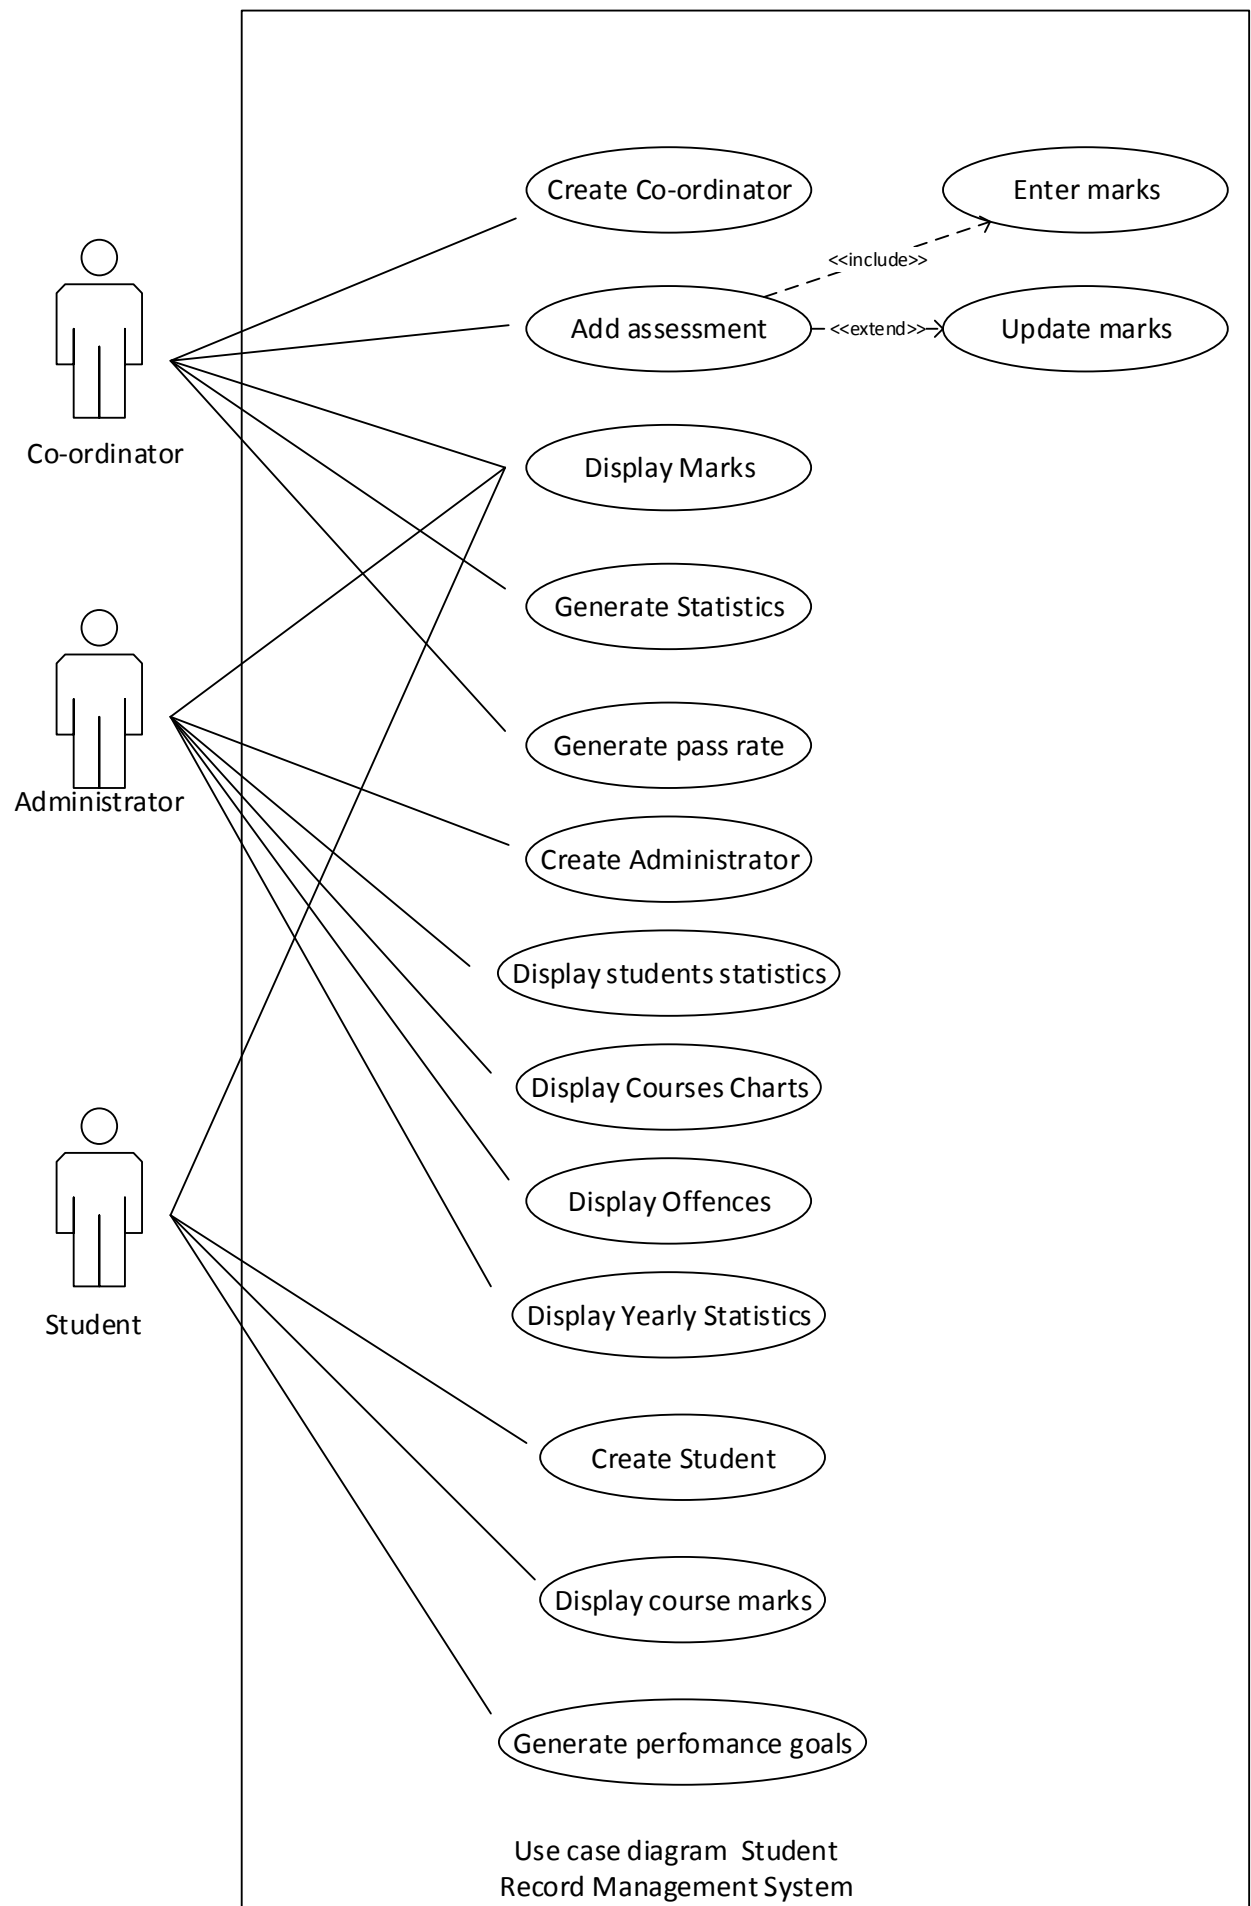 Create Co-ordinator
Enter marks
<<include>>
Add assessment
<<extend>>
Update marks
Co-ordinator
Display Marks
Generate Statistics
Generate pass rate
Administrator
Create Administrator
Display students statistics
Display Courses Charts
Display Offences
Display Yearly Statistics
Student
Create Student
Display course marks
Generate perfomance goals
Use case diagram  Student
Record Management System